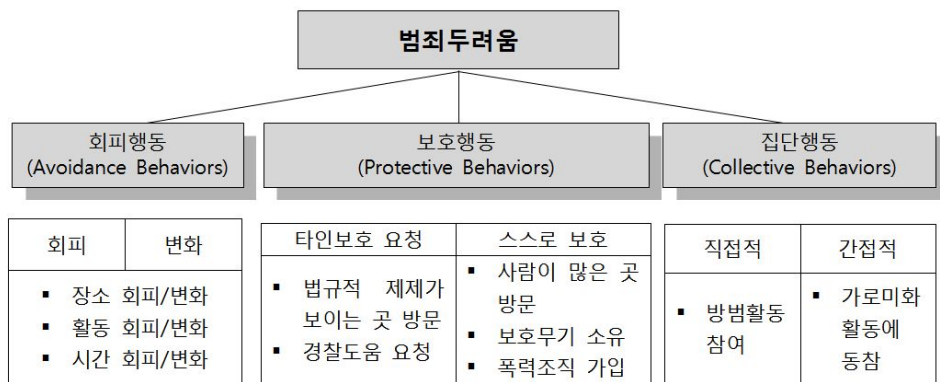 범죄두려움
회피행동
(Avoidance Behaviors)
보호행동
(Protective Behaviors)
집단행동
(Collective Behaviors)
회피
변화
▪ 장소 회피/변화
▪ 활동 회피/변화
▪ 시간 회피/변화
타인보호 요청
스스로 보호
▪ 법규적 제제가
보이는 곳 방문
▪ 경찰도움 요청
▪ 사람이 많은 곳
방문
▪ 보호무기 소유
▪ 폭력조직 가입
직접적
간접적
▪ 방범활동
참여
▪ 가로미화
활동에
동참